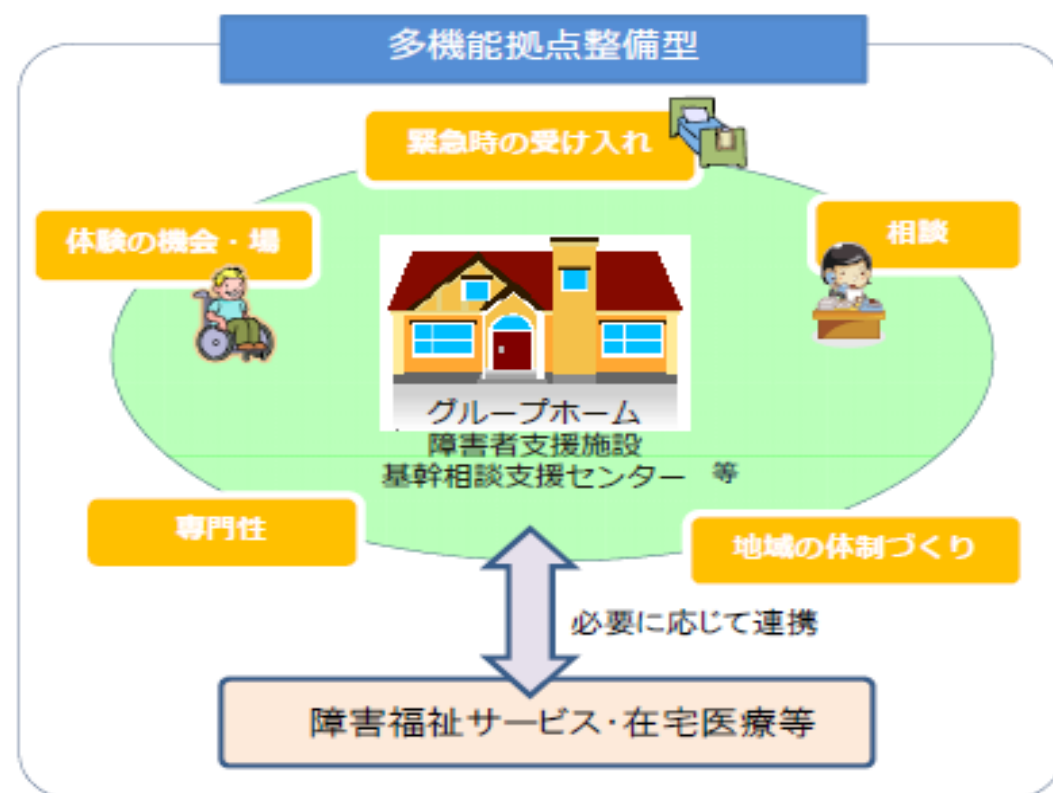 多機能拠点整備型
緊急時の受け入れ
体験の機会・場
相談
グループホーム
障害者支援施設
基幹相談支援センター 等
専門性
地域の体制づくり
必要に応じて連携
障害福祉サービス・在宅医療等